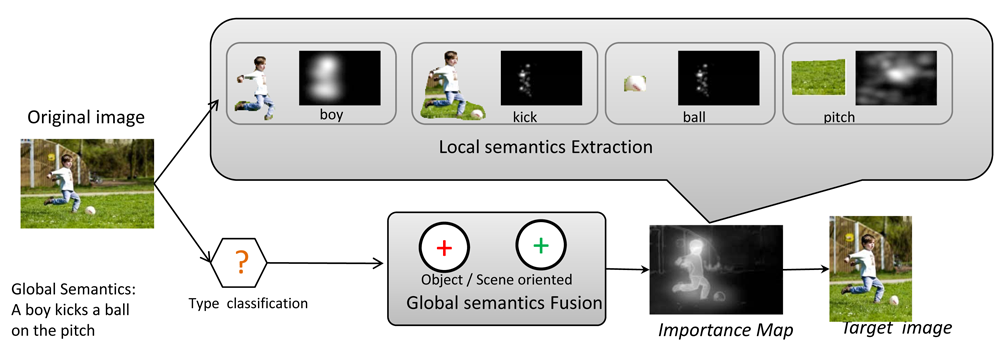 Original image
boy
kick
ball
pitch
Local semantics Extraction
Global Semantics:
A boy kicks a ball
on the pitch
?
Type classification
+
+
Object / Scene oriented
Global semantics Fusion
Importance Map
Target image